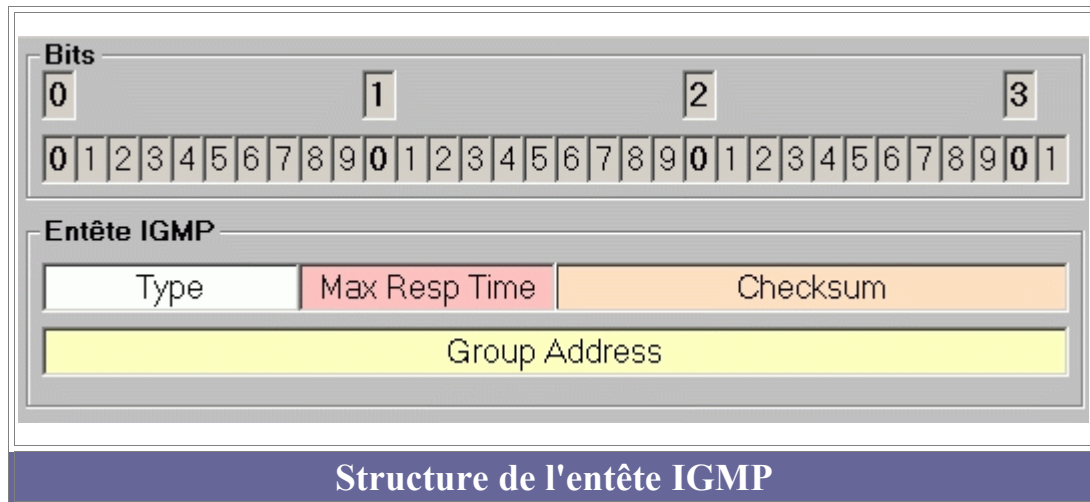 Bits
0 1 2 3
0 1 2 3 4 5 6 7 8 9 0 1 2 3 4 5 6 7 8 9 0 1 2 3 4 5 6 7 8 9 0 1
Entête IGMP
Type Max Resp Time Checksum
Group Address
Structure de l'entête IGMP